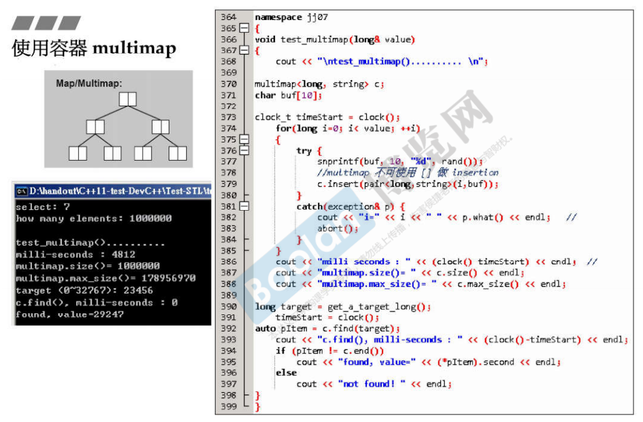 使用容器 multimap
Map/Multimap:
D:\handout\C++11-test-DevC++\Test-STL\t
select: 7
how many elements: 1000000
test_multimap()..........
milli-seconds : 4812
multimap.size()= 1000000
multimap.max_size()= 178956970
target (0~32767): 23456
c.find(), milli-seconds : 0
found, value=29247
364 namespace jj07
365 {
366 void test_multimap(long& value)
367 {
368 cout << "\ntest_multimap().......... \n";
369
370 multimap<long, string> c;
371 char buf[10];
372
373 clock_t timeStart = clock();
374 for(long i=0; i< value; ++i)
375 {
376 try {
377 snprintf(buf, 10, "%d", rand());
378 //multimap 不可使用 [] 做 insertion
379 c.insert(pair<long,string>(i,buf));
380 }
381 catch(exception& p) {
382 cout << "i=" << i << " " << p.what() << endl; //
383 abort();
384 }
385 }
386 cout << "milli-seconds : " << (clock()-timeStart) << endl; //
387 cout << "multimap.size()= " << c.size() << endl;
388 cout << "multimap.max_size()= " << c.max_size() << endl;
389
390 long target = get_a_target_long();
391 timeStart = clock();
392 auto pItem = c.find(target);
393 cout << "c.find(), milli-seconds : " << (clock()-timeStart) << endl;
394 if (pItem != c.end())
395 cout << "found, value=" << (*pItem).second << endl;
396 else
397 cout << "not found! " << endl;
398 }
399 }
Boolan
博览网